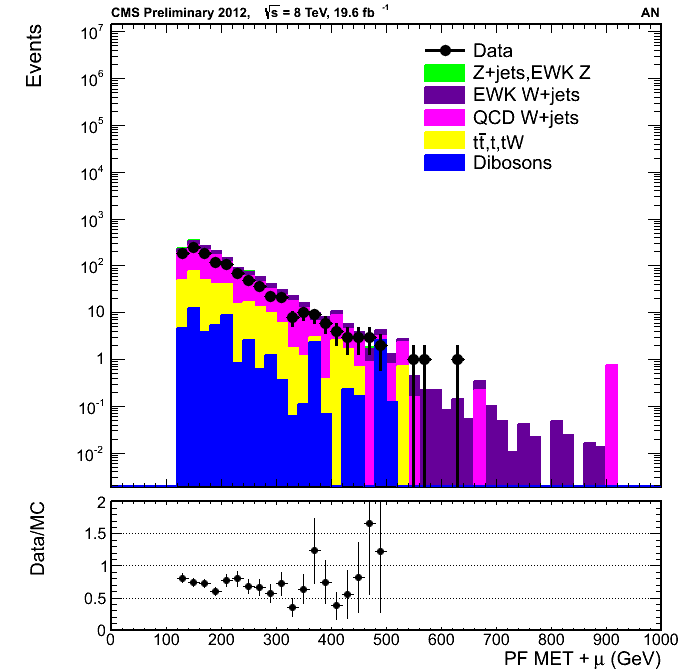 CMS Preliminary 2012, √s = 8 TeV, 19.6 fb⁻¹ AN
Events
10⁷
10⁶
10⁵
10⁴
10³
10²
10
1
10⁻¹
10⁻²
Data
Z+jets,EWK Z
EWK W+jets
QCD W+jets
tt̄,t,tW
Dibosons
Data/MC
2
1.5
1
0.5
0
0 100 200 300 400 500 600 700 800 900 1000
PF MET + μ (GeV)